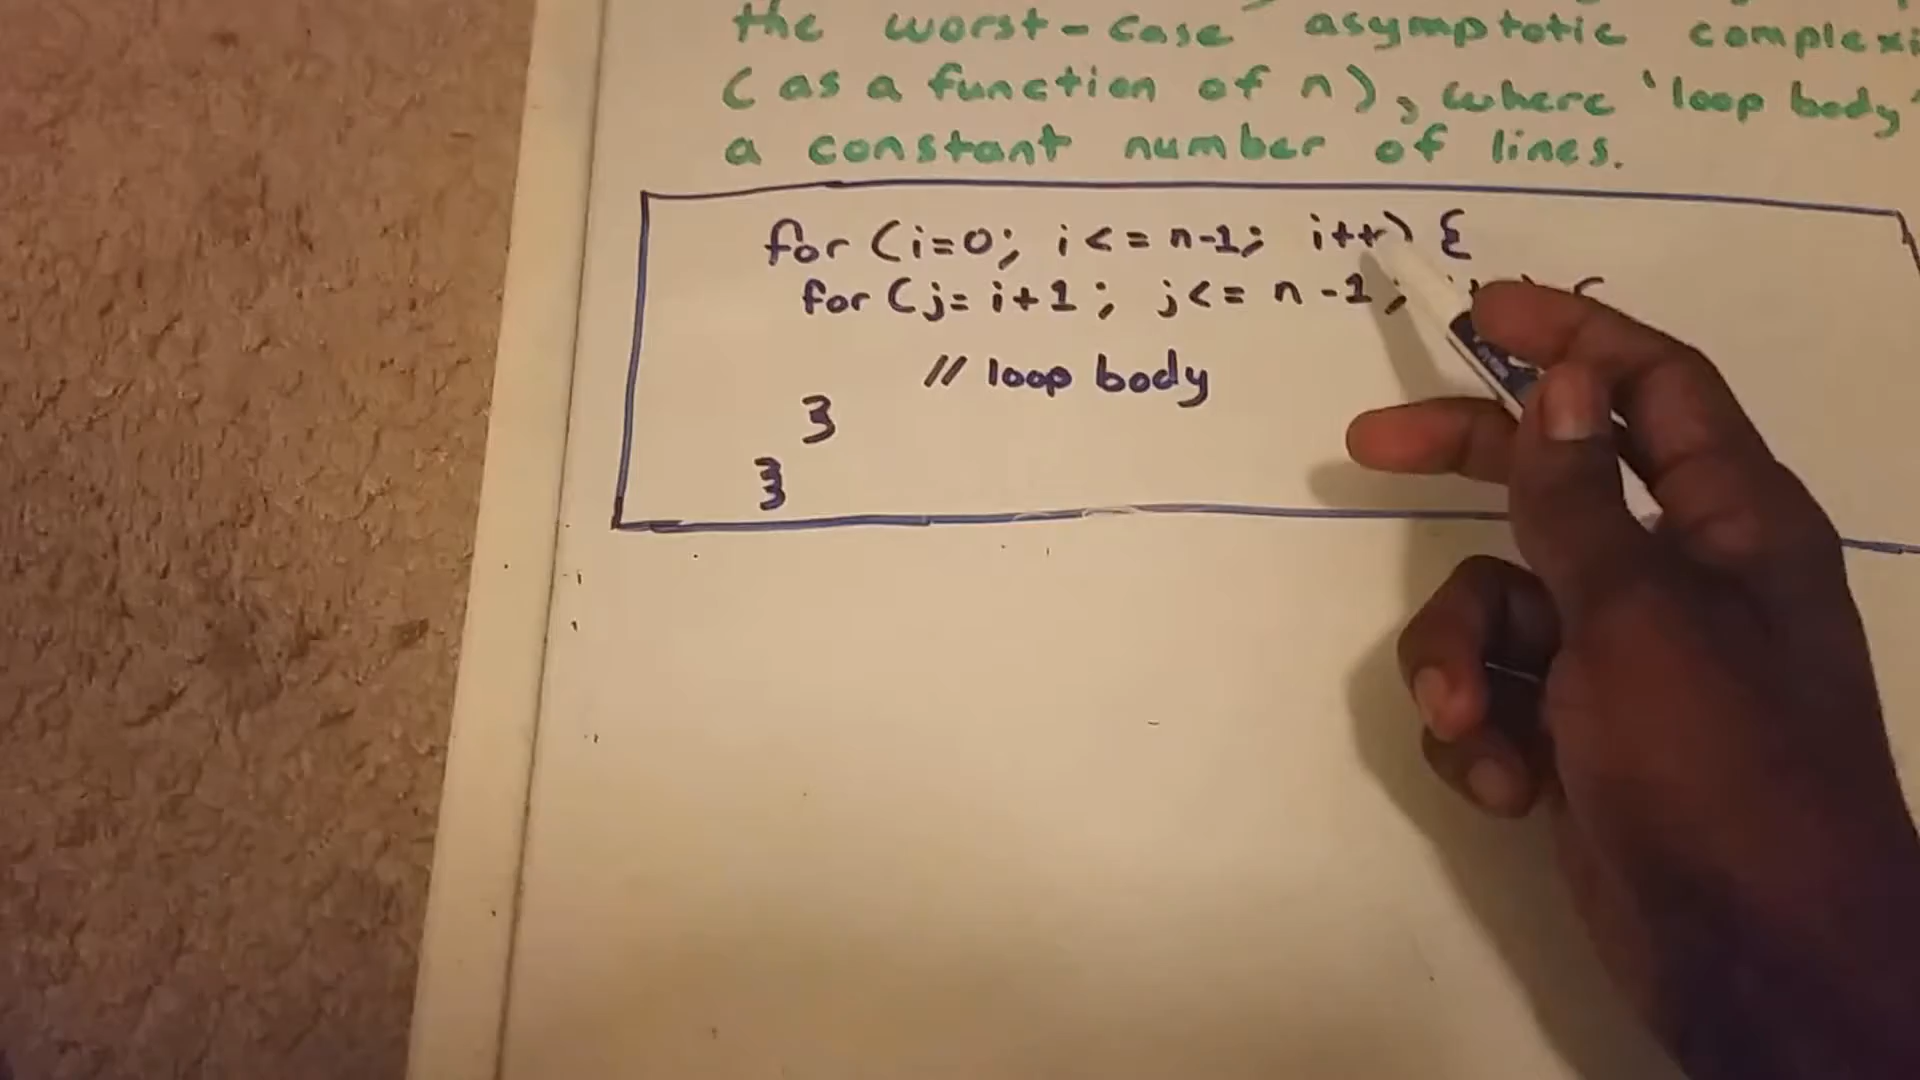 the worst-case asymptotic
(as a function of n), where 'loop body'
a constant number of lines.
for (i=0; i<= n-1; i++) {
for (j= i+1; j<= n-1;
// loop body
}
}